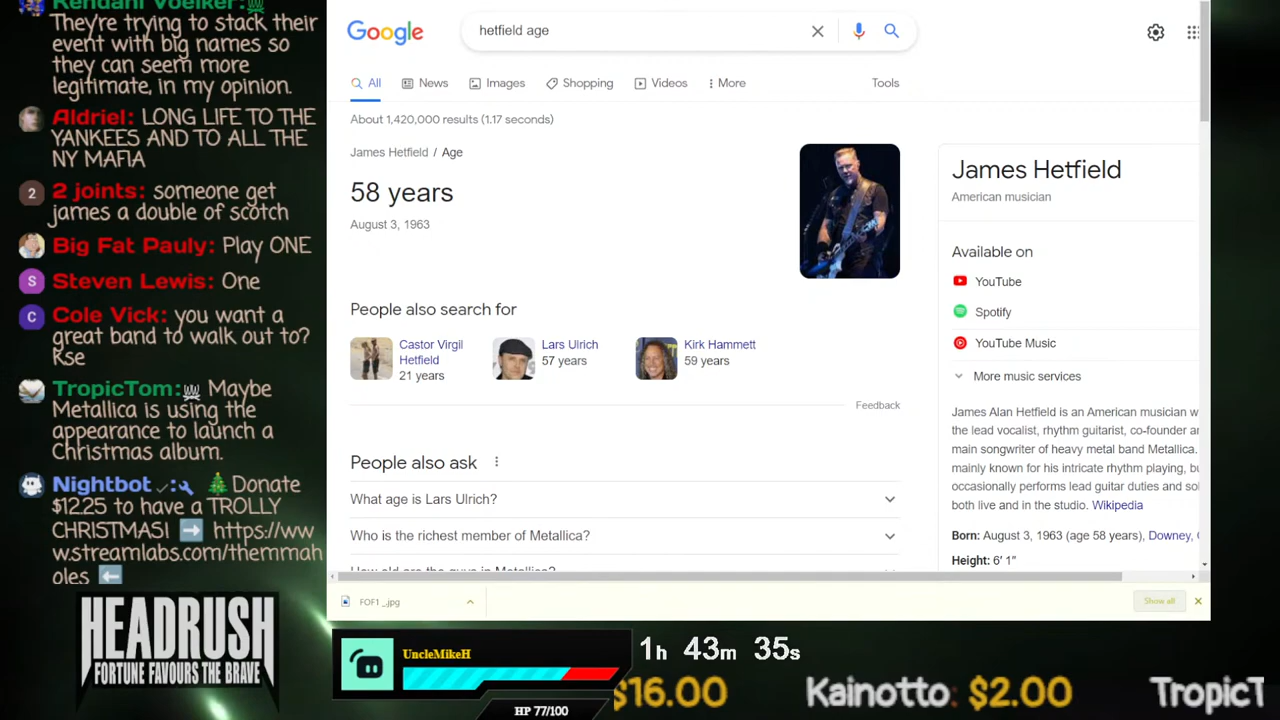 Kendahl Voelker:
They're trying to stack their
event with big names so
they can seem more
legitimate, in my opinion.
Aldriel: LONG LIFE TO THE
YANKEES AND TO ALL THE
NY MAFIA
2 joints: someone get
james a double of scotch
Big Fat Pauly: Play ONE
Steven Lewis: One
Cole Vick: you want a
great band to walk out to?
Kse
TropicTom: Maybe
Metallica is using the
appearance to launch a
Christmas album.
Nightbot: Donate
$12.25 to have a TROLLY
CHRISTMAS! https://ww
w.streamlabs.com/themmah
oles
HEADRUSH
FORTUNE FAVOURS THE BRAVE
Google
hetfield age
All
News
Images
Shopping
Videos
More
Tools
About 1,420,000 results (1.17 seconds)
James Hetfield / Age
58 years
August 3, 1963
People also search for
Castor Virgil
Hetfield
21 years
Lars Ulrich
57 years
Kirk Hammett
59 years
Feedback
People also ask
What age is Lars Ulrich?
Who is the richest member of Metallica?
How old are the guys in Metallica?
James Hetfield
American musician
Available on
YouTube
Spotify
YouTube Music
More music services
James Alan Hetfield is an American musician w
the lead vocalist, rhythm guitarist, co-founder a
main songwriter of heavy metal band Metallica.
mainly known for his intricate rhythm playing, bu
occasionally performs lead guitar duties and so
both live and in the studio. Wikipedia
Born: August 3, 1963 (age 58 years), Downey,
Height: 6′ 1″
FOF1_.jpg
Show all
UncleMikeH
HP 77/100
1h 43m 35s
$16.00 Kainotto: $2.00 TropicT